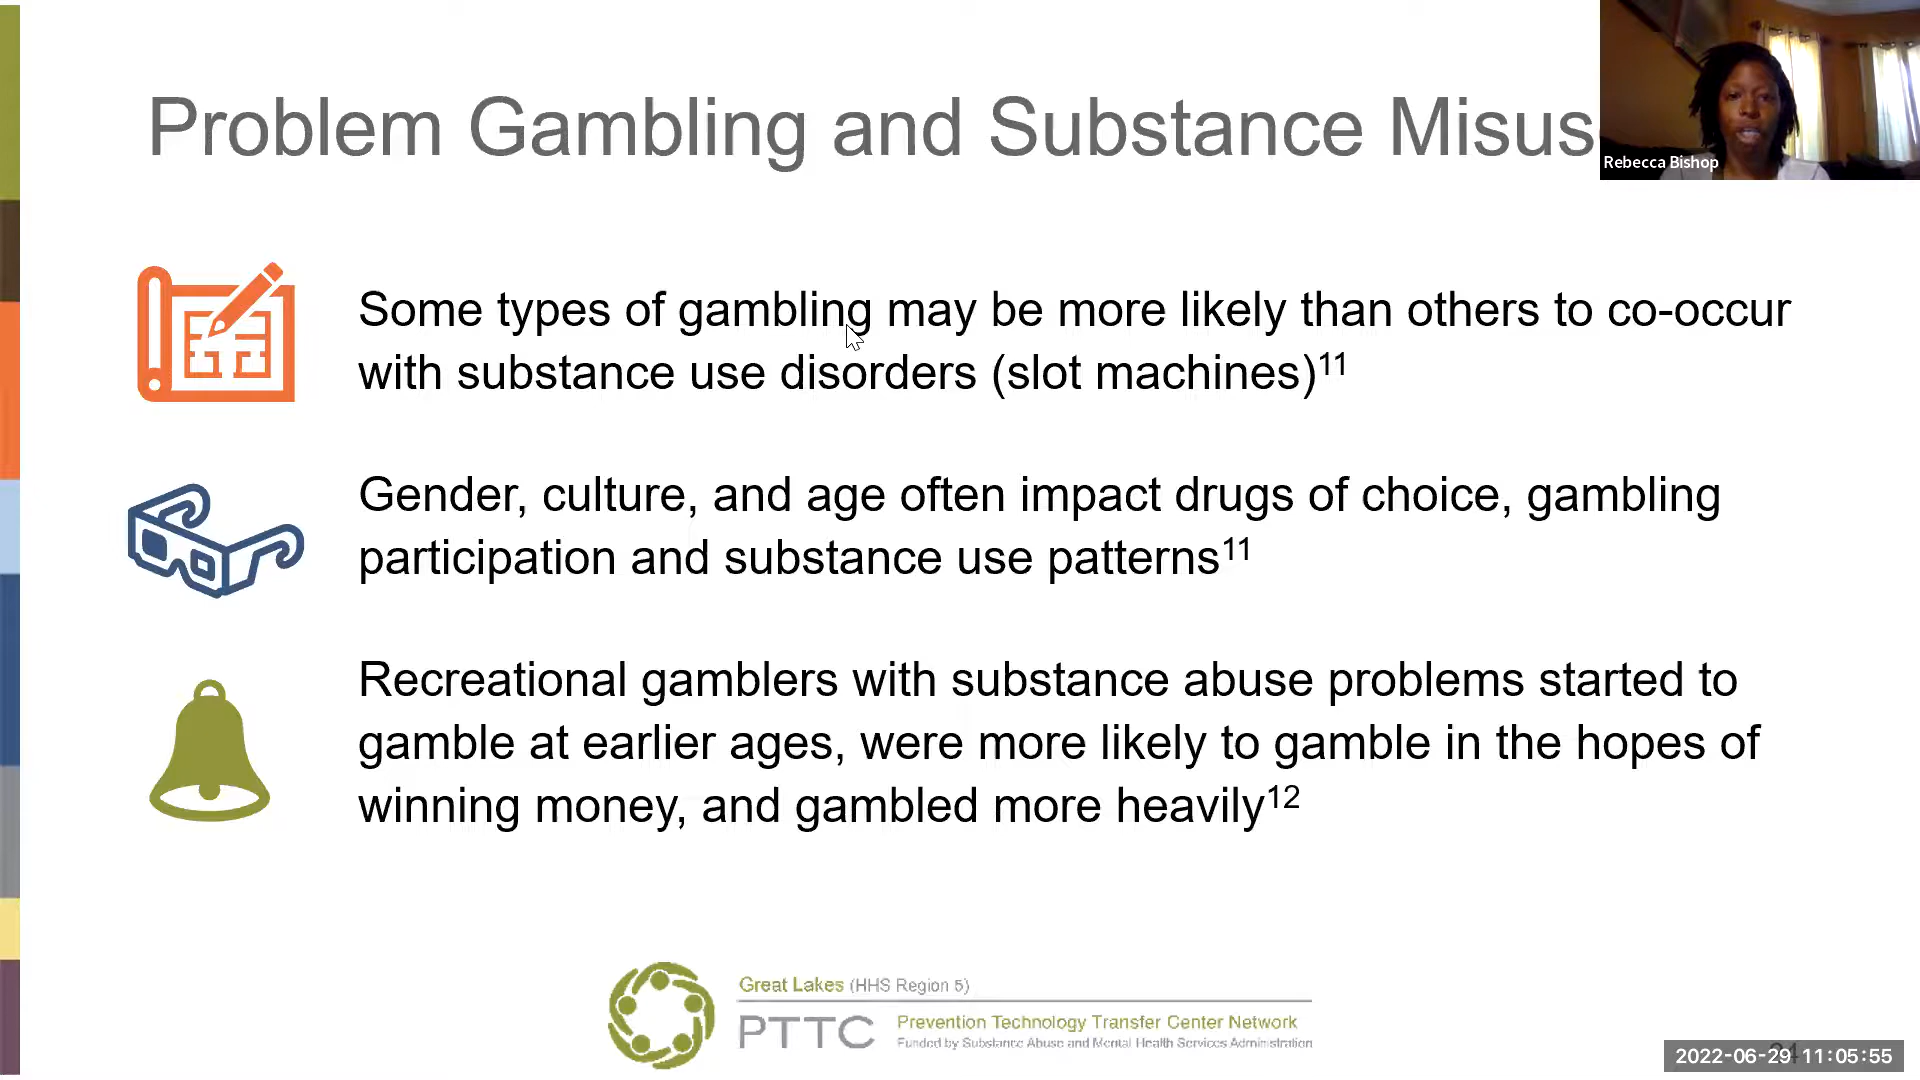 Problem Gambling and Substance Misus
Rebecca Bishop
Some types of gambling may be more likely than others to co-occur
with substance use disorders (slot machines)11
Gender, culture, and age often impact drugs of choice, gambling
participation and substance use patterns11
Recreational gamblers with substance abuse problems started to
gamble at earlier ages, were more likely to gamble in the hopes of
winning money, and gambled more heavily12
Great Lakes (HHS Region 5)
PTTC
Prevention Technology Transfer Center Network
Funded by Substance Abuse and Mental Health Services Administration
2022-06-29 11:05:55